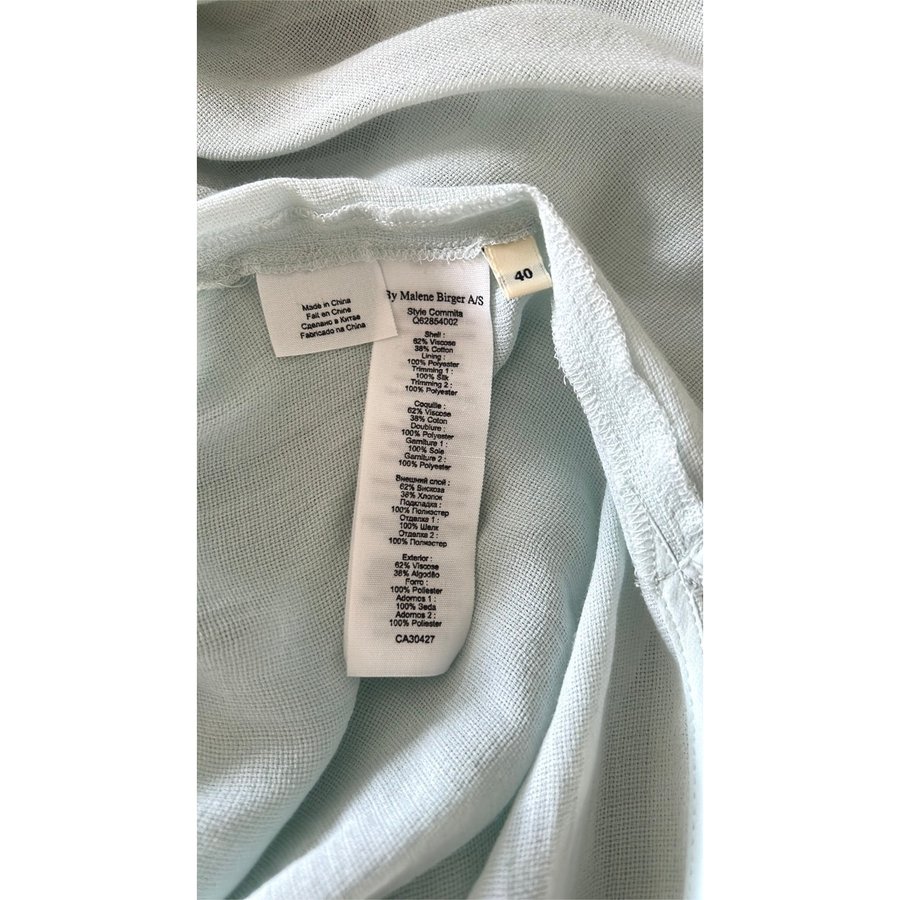 Made in China
Fait en Chine
Сделано в Китае
Fabricado na China
By Malene Birger A/S
Style Commita
Q62854002
Shell :
62% Viscose
38% Cotton
Lining :
100% Polyester
Trimming 1 :
100% Silk
Trimming 2 :
100% Polyester
Coquille :
62% Viscose
38% Coton
Doublure :
100% Polyester
Garniture 1 :
100% Soie
Garniture 2 :
100% Polyester
Внешний слой :
62% Вискоза
38% Хлопок
Подкладка :
100% Полиэстер
Отделка 1 :
100% Шелк
Отделка 2 :
100% Полиэстер
Exterior :
62% Viscose
38% Algodão
Forro :
100% Poliester
Adornos 1 :
100% Seda
Adornos 2 :
100% Poliester
CA30427
40